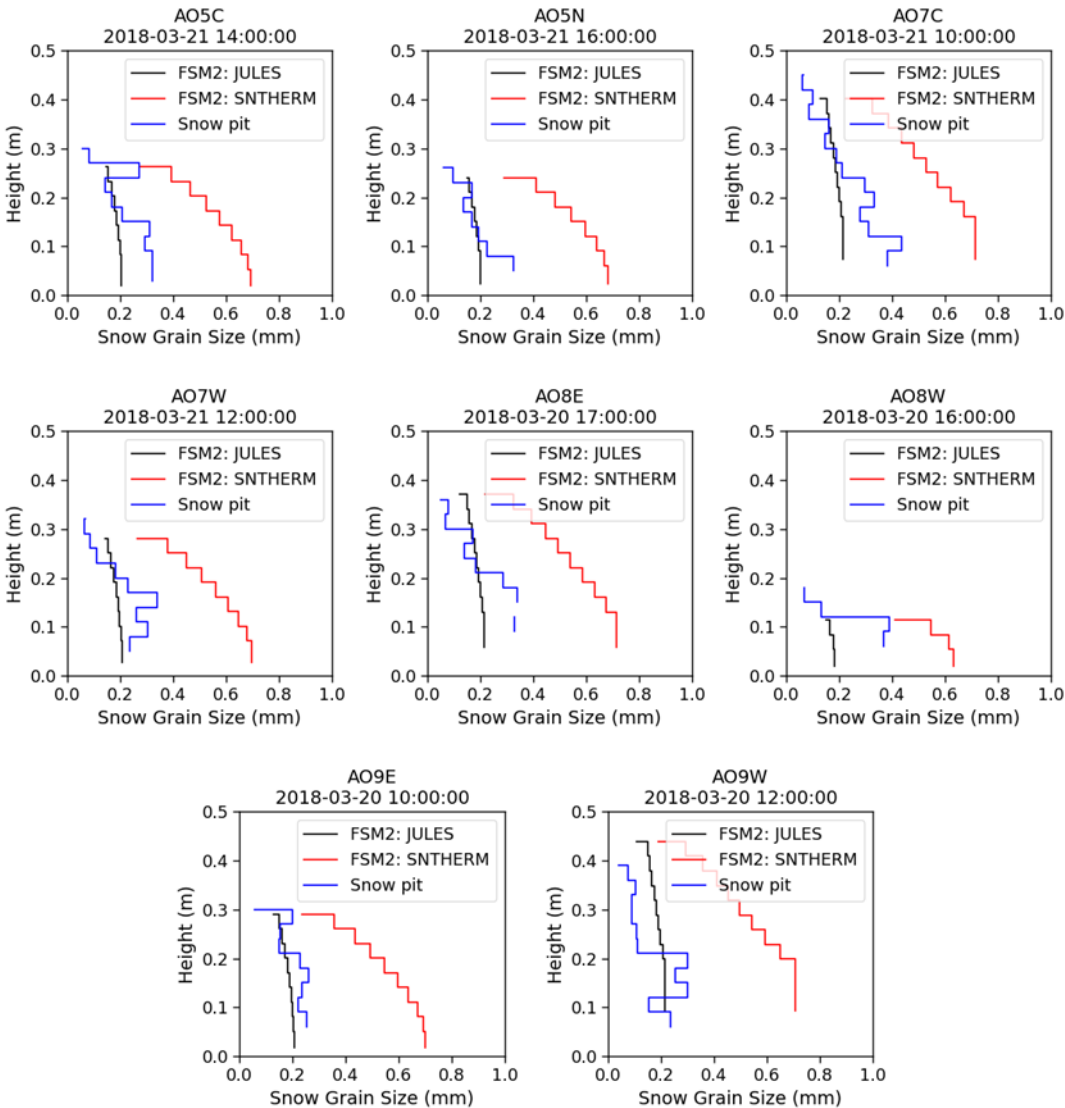 AO5C
2018-03-21 14:00:00
0.5
0.4
0.3
0.2
0.1
0.0
Height (m)
FSM2: JULES
FSM2: SNTHERM
Snow pit
0.0 0.2 0.4 0.6 0.8 1.0
Snow Grain Size (mm)
AO5N
2018-03-21 16:00:00
0.5
0.4
0.3
0.2
0.1
0.0
Height (m)
FSM2: JULES
FSM2: SNTHERM
Snow pit
0.0 0.2 0.4 0.6 0.8 1.0
Snow Grain Size (mm)
AO7C
2018-03-21 10:00:00
0.5
0.4
0.3
0.2
0.1
0.0
Height (m)
FSM2: JULES
FSM2: SNTHERM
Snow pit
0.0 0.2 0.4 0.6 0.8 1.0
Snow Grain Size (mm)
AO7W
2018-03-21 12:00:00
0.5
0.4
0.3
0.2
0.1
0.0
Height (m)
FSM2: JULES
FSM2: SNTHERM
Snow pit
0.0 0.2 0.4 0.6 0.8 1.0
Snow Grain Size (mm)
AO8E
2018-03-20 17:00:00
0.5
0.4
0.3
0.2
0.1
0.0
Height (m)
FSM2: JULES
FSM2: SNTHERM
Snow pit
0.0 0.2 0.4 0.6 0.8 1.0
Snow Grain Size (mm)
AO8W
2018-03-20 16:00:00
0.5
0.4
0.3
0.2
0.1
0.0
Height (m)
FSM2: JULES
FSM2: SNTHERM
Snow pit
0.0 0.2 0.4 0.6 0.8 1.0
Snow Grain Size (mm)
AO9E
2018-03-20 10:00:00
0.5
0.4
0.3
0.2
0.1
0.0
Height (m)
FSM2: JULES
FSM2: SNTHERM
Snow pit
0.0 0.2 0.4 0.6 0.8 1.0
Snow Grain Size (mm)
AO9W
2018-03-20 12:00:00
0.5
0.4
0.3
0.2
0.1
0.0
Height (m)
FSM2: JULES
FSM2: SNTHERM
Snow pit
0.0 0.2 0.4 0.6 0.8 1.0
Snow Grain Size (mm)